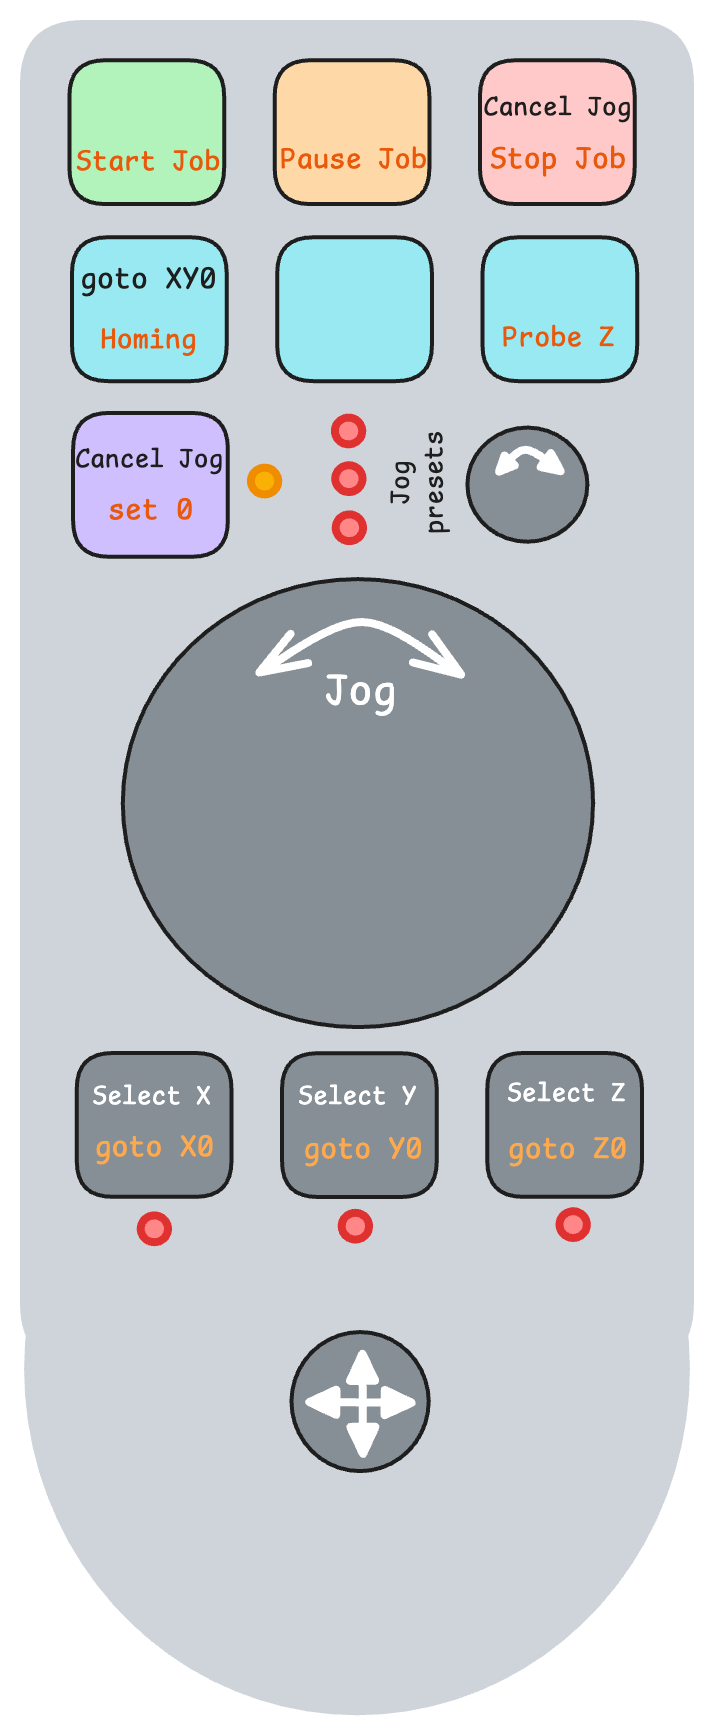 Start Job
Pause Job
Cancel Jog
Stop Job
goto XY0
Homing
Probe Z
Cancel Jog
set 0
Jog
presets
Jog
Select X
goto X0
Select Y
goto Y0
Select Z
goto Z0